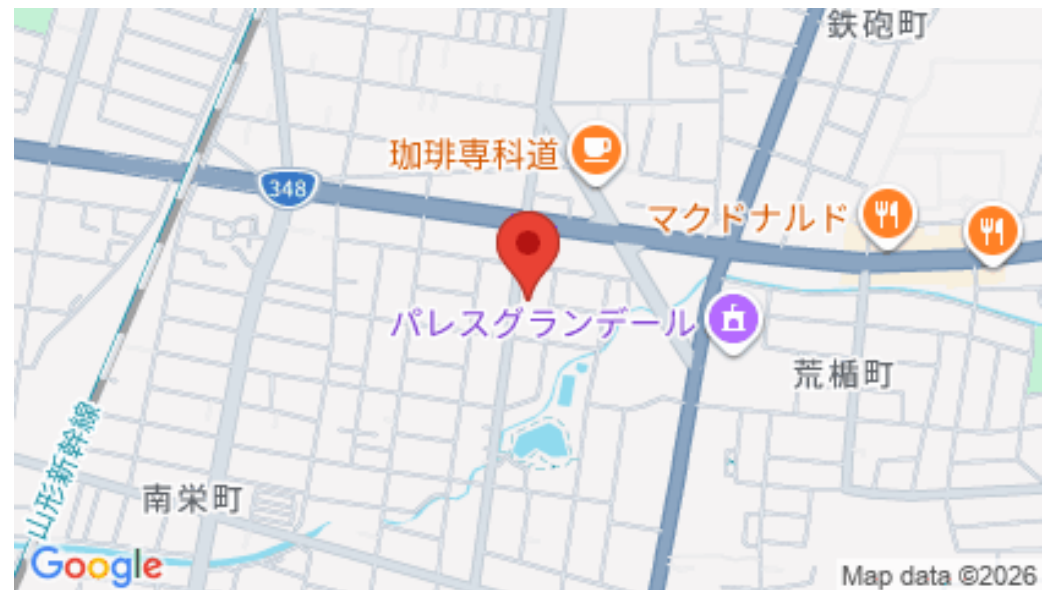 鉄砲町
珈琲専科道
348
マクドナルド
パレスグランデール
荒楯町
山形新幹線
南栄町
Google
Map data ©2026